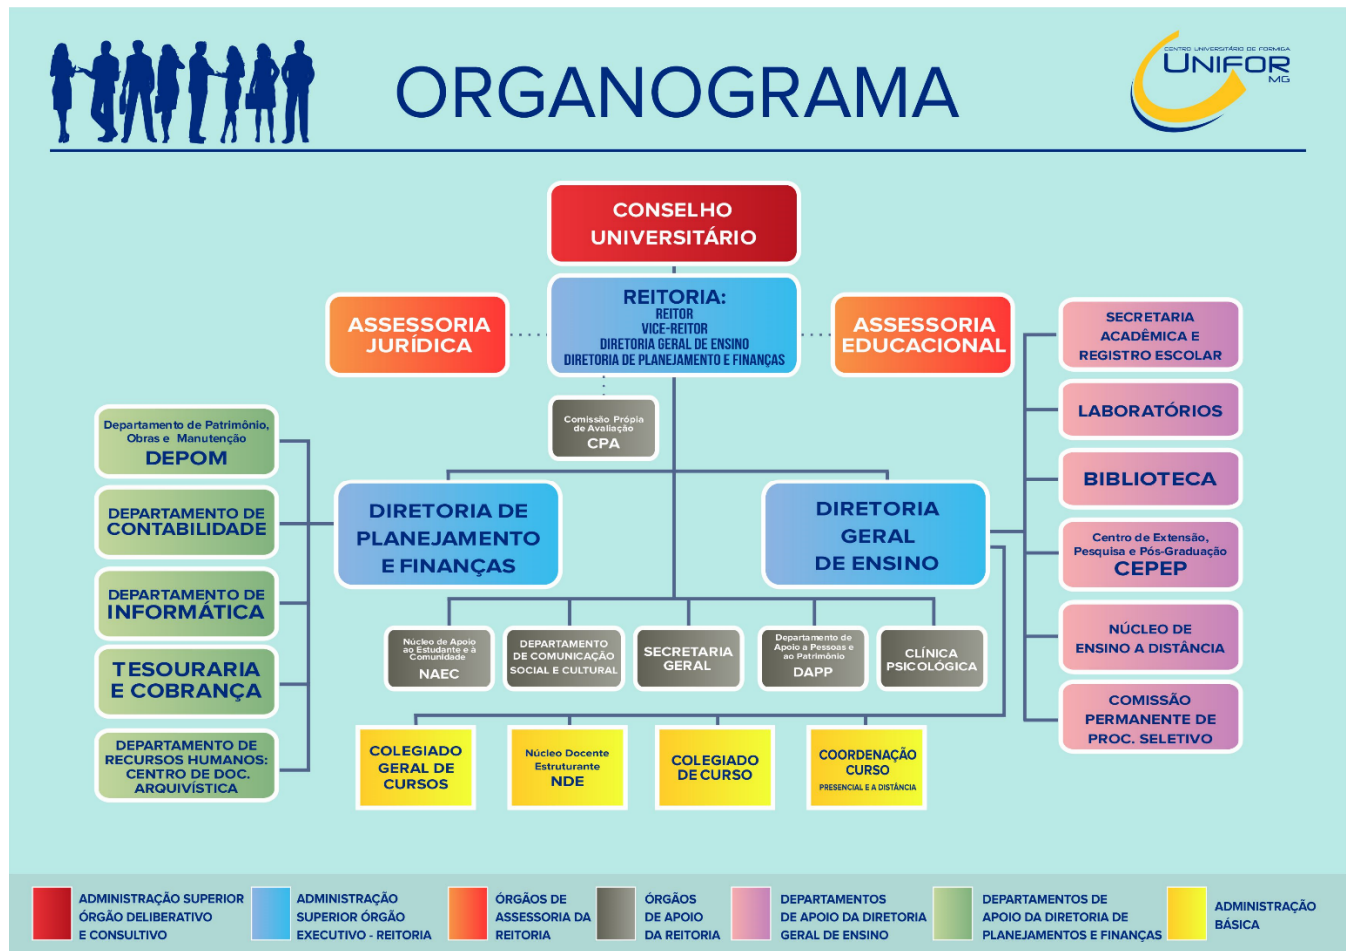 ORGANOGRAMA
CENTRO UNIVERSITÁRIO DE FORMIGA
UNIFOR
MG
CONSELHO
UNIVERSITÁRIO
REITORIA:
REITOR
VICE-REITOR
DIRETORIA GERAL DE ENSINO
DIRETORIA DE PLANEJAMENTO E FINANÇAS
ASSESSORIA
JURÍDICA
ASSESSORIA
EDUCACIONAL
Comissão Própia
de Avaliação
CPA
DIRETORIA DE
PLANEJAMENTO
E FINANÇAS
DIRETORIA
GERAL
DE ENSINO
Departamento de Patrimônio,
Obras e Manutenção
DEPOM
DEPARTAMENTO DE
CONTABILIDADE
DEPARTAMENTO DE
INFORMÁTICA
TESOURARIA
E COBRANÇA
DEPARTAMENTO DE
RECURSOS HUMANOS:
CENTRO DE DOC.
ARQUIVÍSTICA
SECRETARIA
ACADÊMICA E
REGISTRO ESCOLAR
LABORATÓRIOS
BIBLIOTECA
Centro de Extensão,
Pesquisa e Pós-Graduação
CEPEP
NÚCLEO DE
ENSINO A DISTÂNCIA
COMISSÃO
PERMANENTE DE
PROC. SELETIVO
Núcleo de Apoio
ao Estudante e à
Comunidade
NAEC
DEPARTAMENTO
DE COMUNICAÇÃO
SOCIAL E CULTURAL
SECRETARIA
GERAL
Departamento de
Apoio a Pessoas e
ao Patrimônio
DAPP
CLÍNICA
PSICOLÓGICA
COLEGIADO
GERAL DE
CURSOS
Núcleo Docente
Estruturante
NDE
COLEGIADO
DE CURSO
COORDENAÇÃO
CURSO
PRESENCIAL E A DISTÂNCIA
ADMINISTRAÇÃO SUPERIOR
ÓRGÃO DELIBERATIVO
E CONSULTIVO
ADMINISTRAÇÃO
SUPERIOR ÓRGÃO
EXECUTIVO - REITORIA
ÓRGÃOS DE
ASSESSORIA DA
REITORIA
ÓRGÃOS
DE APOIO
DA REITORIA
DEPARTAMENTOS
DE APOIO DA DIRETORIA
GERAL DE ENSINO
DEPARTAMENTOS DE
APOIO DA DIRETORIA DE
PLANEJAMENTOS E FINANÇAS
ADMINISTRAÇÃO
BÁSICA